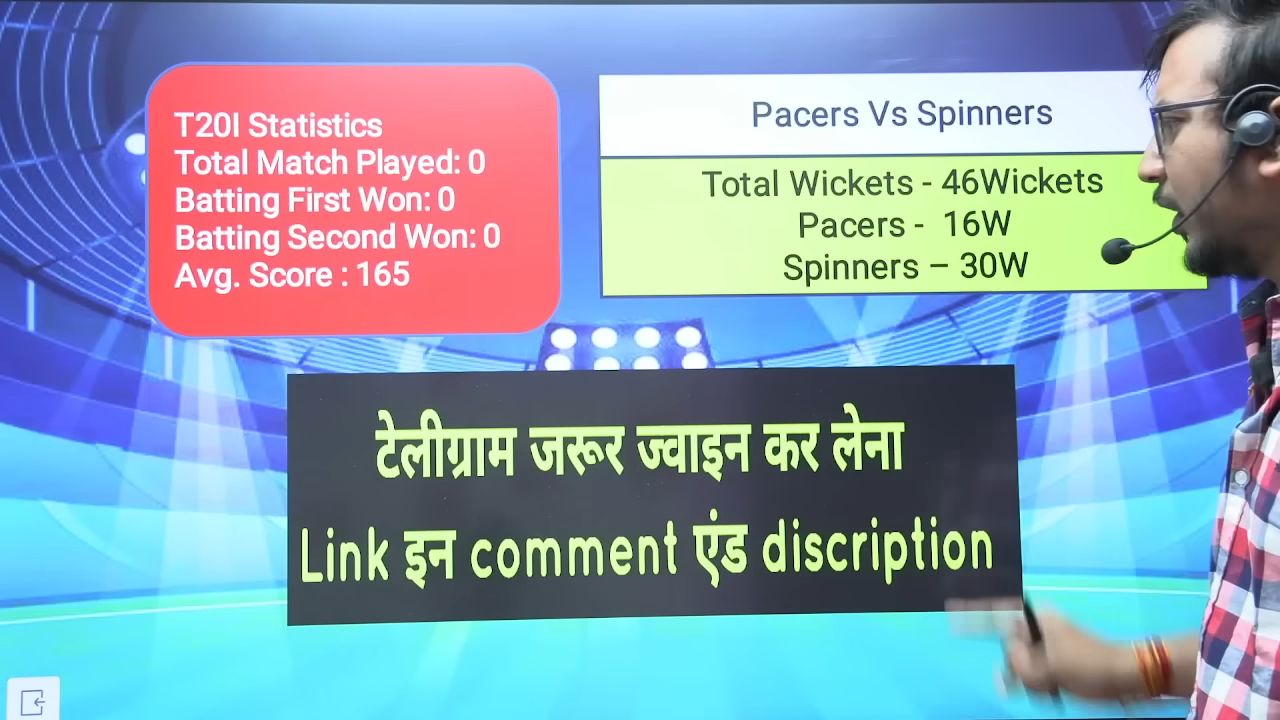 T20I Statistics
Total Match Played: 0
Batting First Won: 0
Batting Second Won: 0
Avg. Score : 165
Pacers Vs Spinners
Total Wickets - 46Wickets
Pacers - 16W
Spinners – 30W
टेलीग्राम जरूर ज्वाइन कर लेना
Link इन comment एंड discription